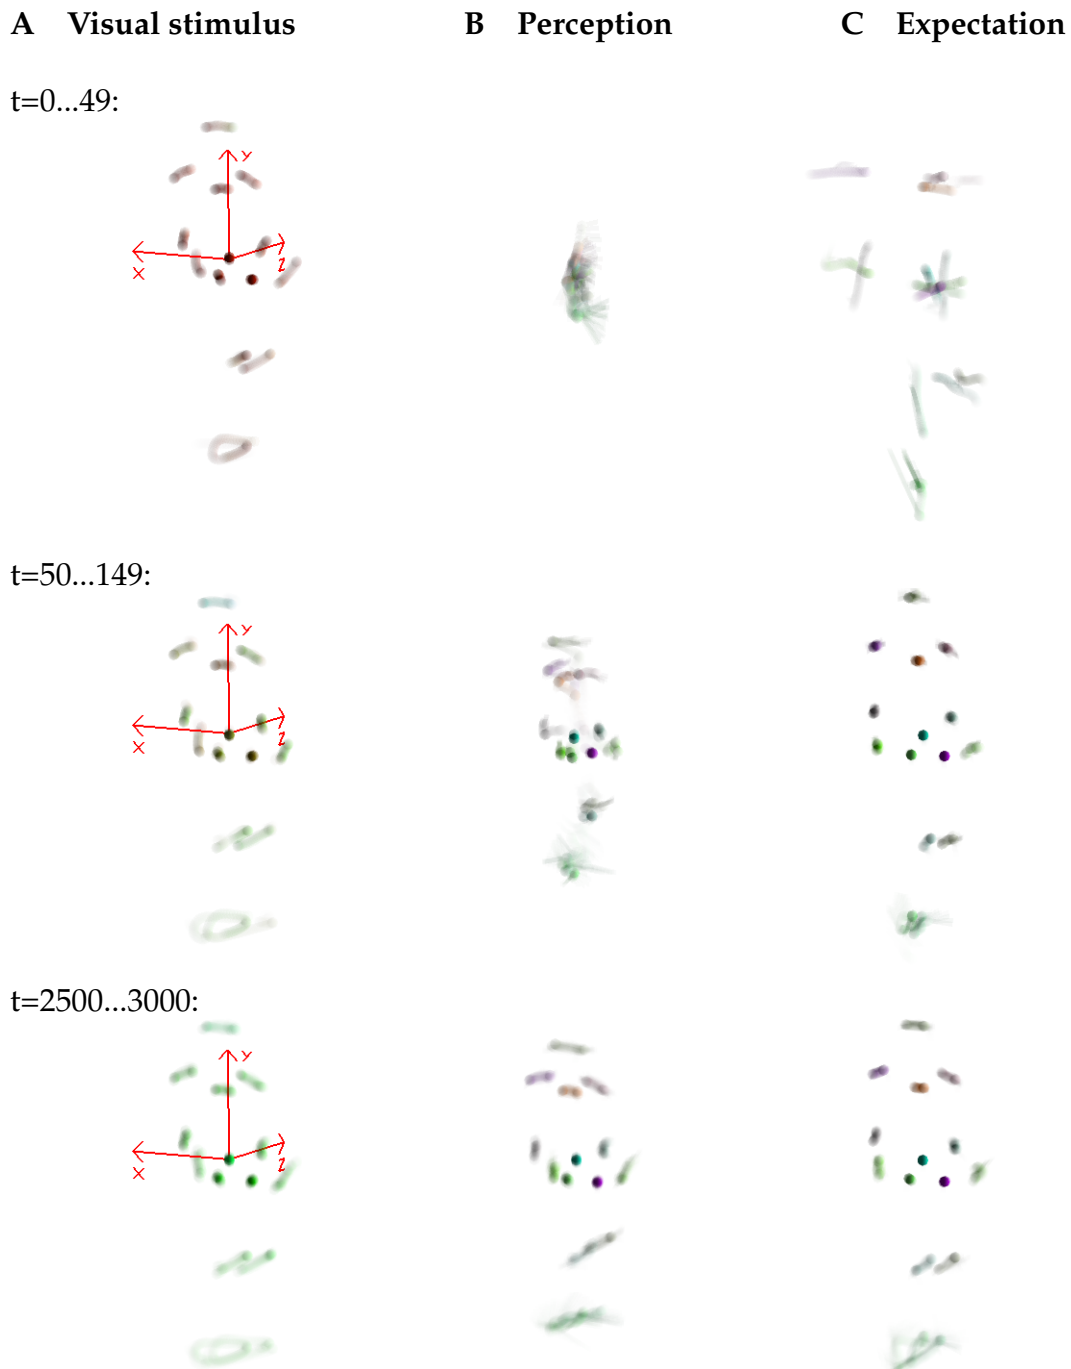 A Visual stimulus B Perception C Expectation
t=0...49:
Y
X
Z
t=50...149:
Y
X
Z
t=2500...3000:
Y
X
Z